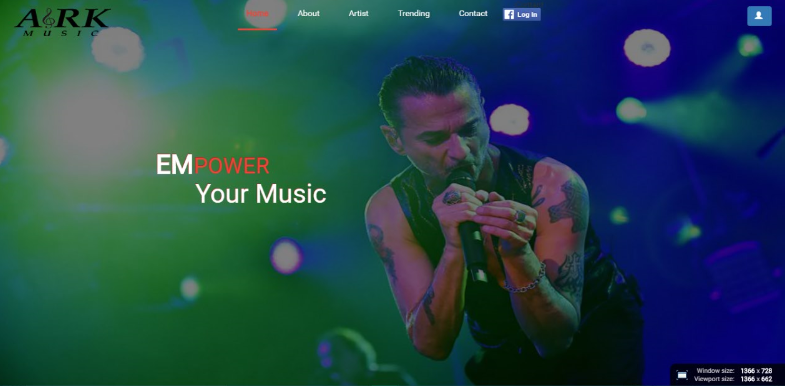 A RK
MUSIC
Home About Artist Trending Contact f Log In
EMPOWER
Your Music
Window size: 1366 x 728
Viewport size: 1366 x 662